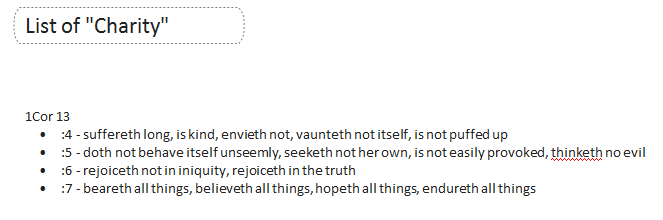 List of "Charity"
1Cor 13
• :4 - suffereth long, is kind, envieth not, vaunteth not itself, is not puffed up
• :5 - doth not behave itself unseemly, seeketh not her own, is not easily provoked, thinketh no evil
• :6 - rejoiceth not in iniquity, rejoiceth in the truth
• :7 - beareth all things, believeth all things, hopeth all things, endureth all things